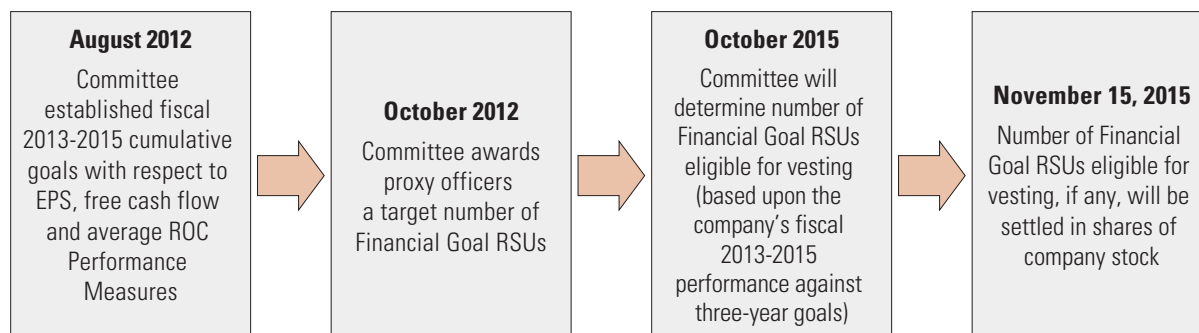 August 2012
Committee
established fiscal
2013-2015 cumulative
goals with respect to
EPS, free cash flow
and average ROC
Performance
Measures
October 2012
Committee awards
proxy officers
a target number of
Financial Goal RSUs
October 2015
Committee will
determine number of
Financial Goal RSUs
eligible for vesting
(based upon the
company's fiscal
2013-2015
performance against
three-year goals)
November 15, 2015
Number of Financial
Goal RSUs eligible for
vesting, if any, will be
settled in shares of
company stock